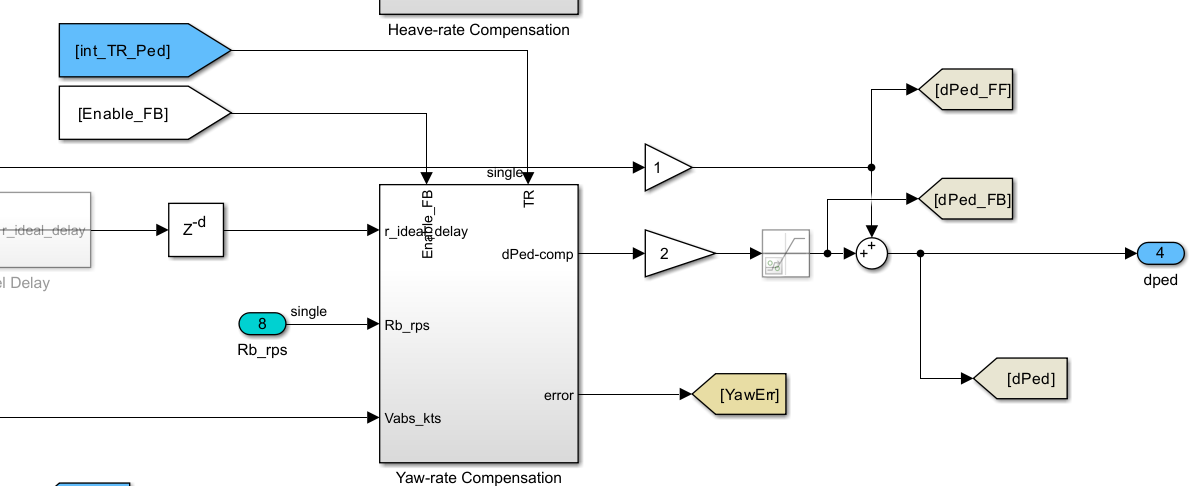 Heave-rate Compensation
[int_TR_Ped]
[Enable_FB]
[dPed_FF]
1
single
[dPed_FB]
Enable_FB
TR
r_ideal_delay
Z-d
r_ideal_delay
dPed-comp
2
+
+
4
dped
el Delay
single
8
Rb_rps
Rb_rps
[dPed]
error
[YawErr]
Vabs_kts
Yaw-rate Compensation